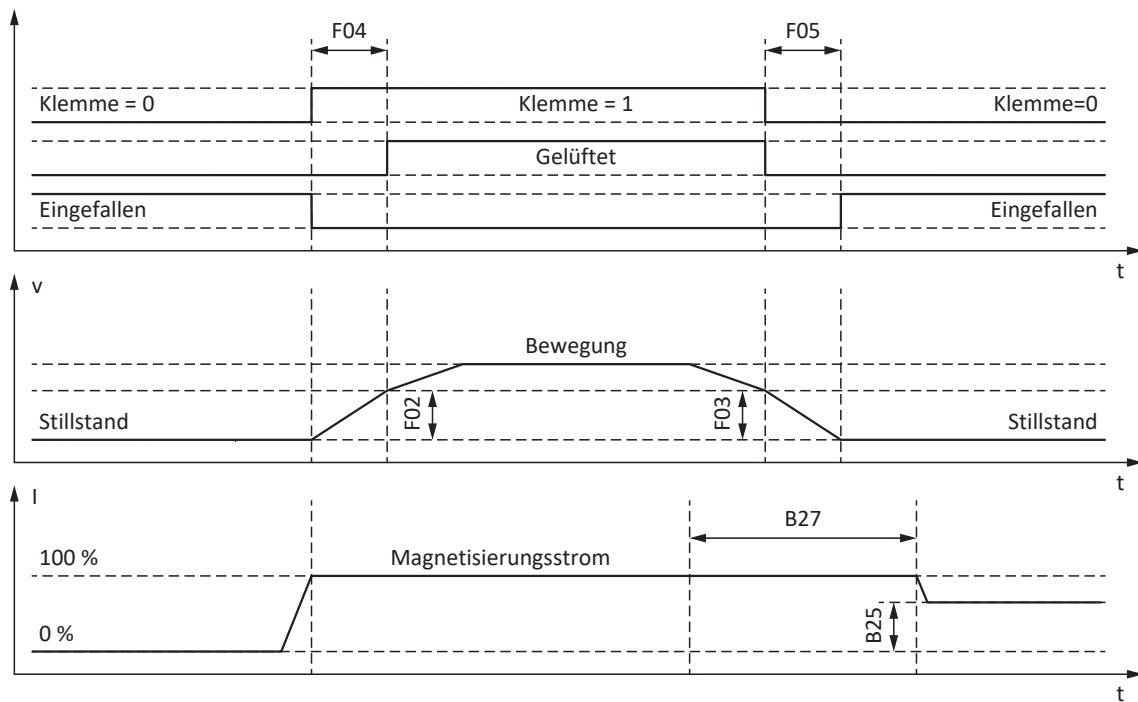 F04
F05
Klemme = 0
Klemme = 1
Klemme=0
Gelüftet
Eingefallen
Eingefallen
t
v
Bewegung
F02
F03
Stillstand
Stillstand
t
I
B27
100 %
Magnetisierungsstrom
B25
0 %
t